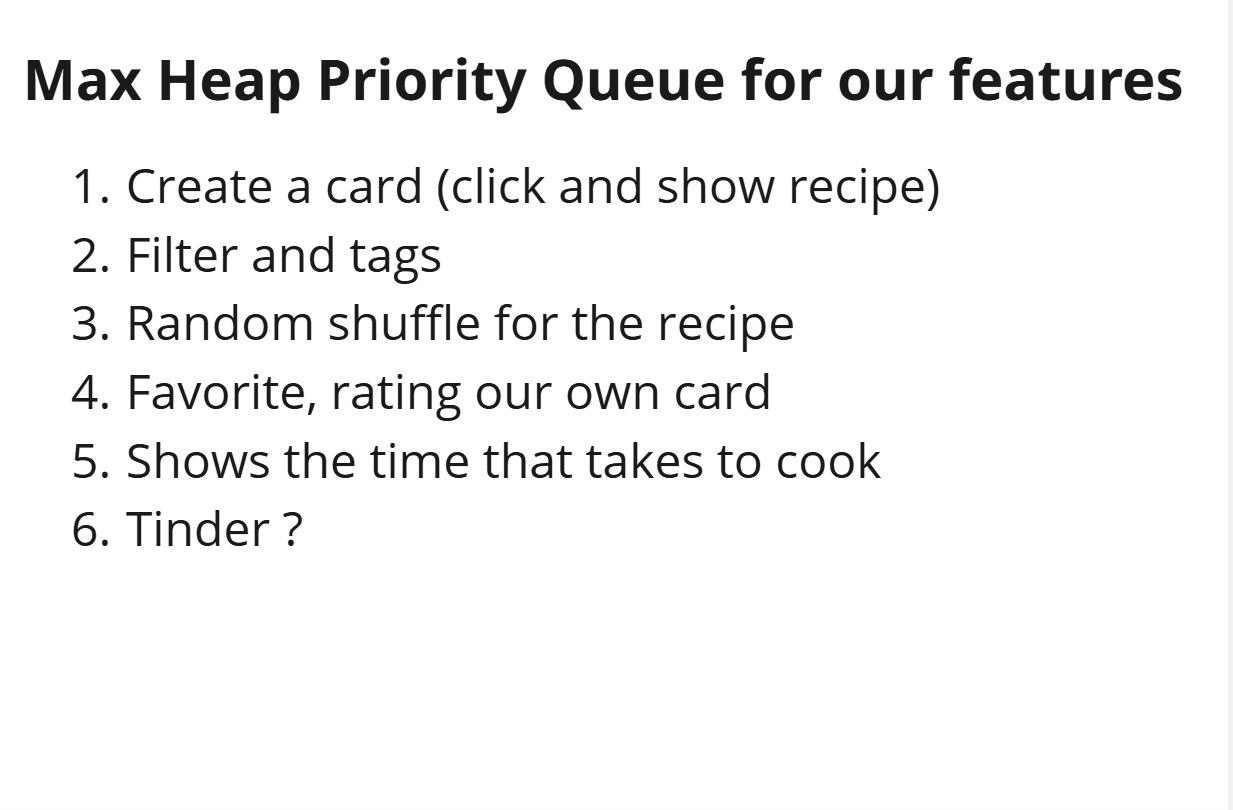 Max Heap Priority Queue for our features
1. Create a card (click and show recipe)
2. Filter and tags
3. Random shuffle for the recipe
4. Favorite, rating our own card
5. Shows the time that takes to cook
6. Tinder ?